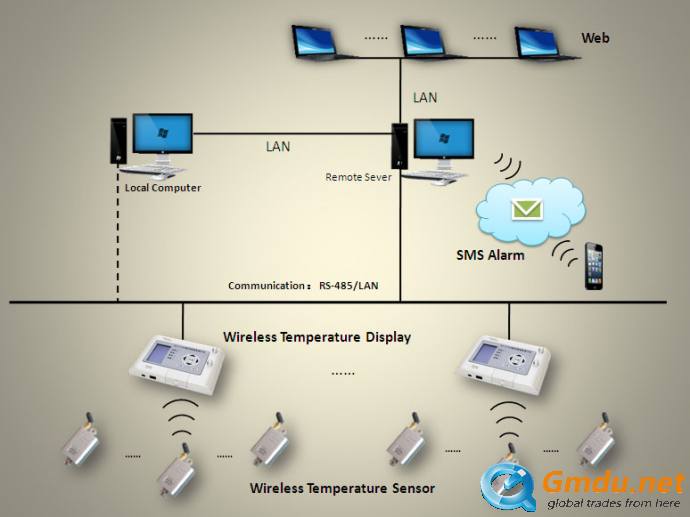 Web
LAN
LAN
Local Computer
Remote Sever
SMS Alarm
Communication： RS-485/LAN
Wireless Temperature Display
Wireless Temperature Sensor
Gmdu.net
global trades from here